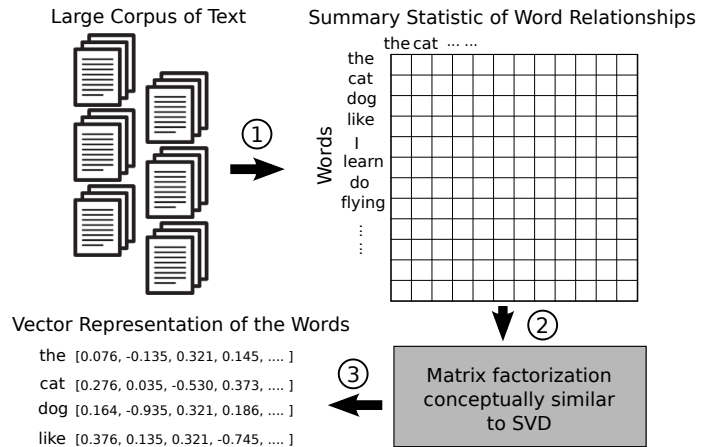 Large Corpus of Text
Summary Statistic of Word Relationships
the cat ... ...
the
cat
dog
like
I
learn
do
flying
...
...
Words
1
2
Vector Representation of the Words
the [0.076, -0.135, 0.321, 0.145, .... ]
cat [0.276, 0.035, -0.530, 0.373, .... ]
dog [0.164, -0.935, 0.321, 0.186, .... ]
like [0.376, 0.135, 0.321, -0.745, .... ]
3
Matrix factorization
conceptually similar
to SVD